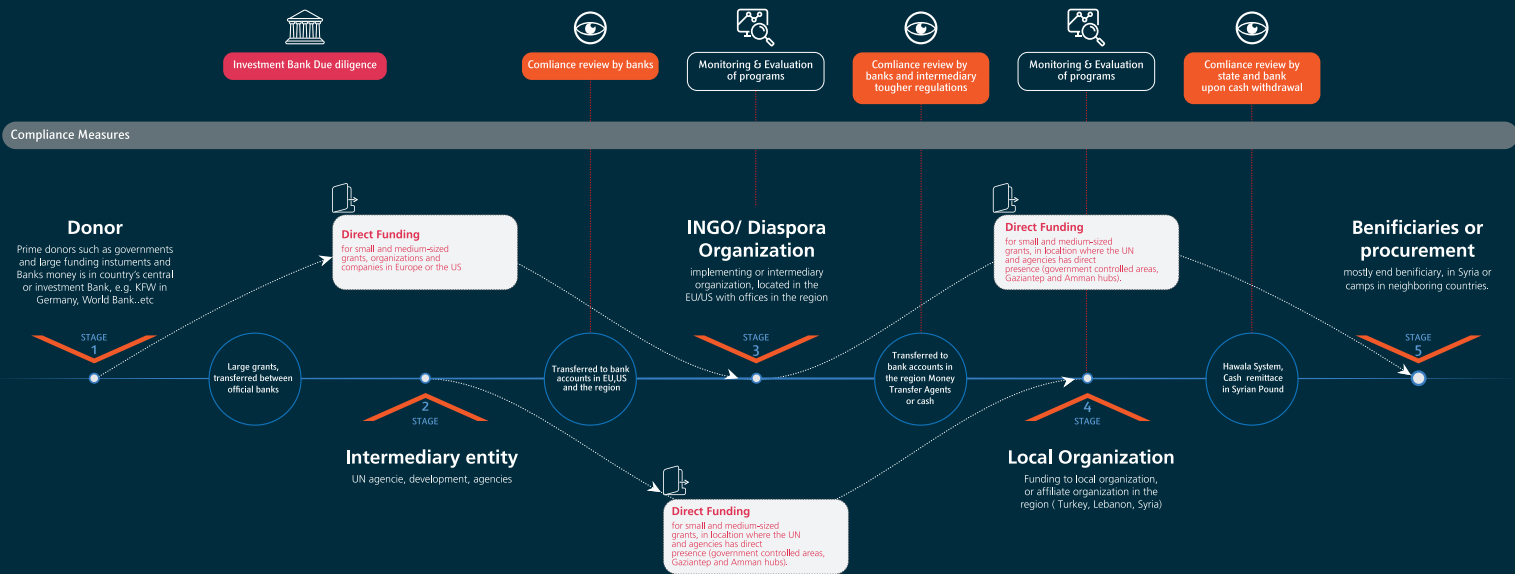 Investment Bank Due diligence
Comliance review by banks
Monitoring & Evaluation
of programs
Comliance review by
banks and intermediary
tougher regulations
Monitoring & Evaluation
of programs
Comliance review by
state and bank
upon cash withdrawal
Compliance Measures
Donor
Prime donors such as governments
and large funding instuments and
Banks money is in country's central
or investment Bank, e.g. KFW in
Germany, World Bank..etc
Direct Funding
for small and medium-sized
grants, organizations and
companies in Europe or the US
INGO/ Diaspora
Organization
implementing or intermediary
organization, located in the
EU/US with offices in the region
Direct Funding
for small and medium-sized
grants, in localtion where the UN
and agencies has direct
presence (government controlled areas,
Gaziantep and Amman hubs).
Benificiaries or
procurement
mostly end benificiary, in Syria or
camps in neighboring countries.
STAGE
1
Large grants,
transferred between
official banks
2
STAGE
Transferred to bank
accounts in EU,US
and the region
STAGE
3
Transferred to
bank accounts in
the region Money
Transfer Agents
or cash
4
STAGE
Hawala System,
Cash remittace
in Syrian Pound
STAGE
5
Intermediary entity
UN agencie, development, agencies
Direct Funding
for small and medium-sized
grants, in localtion where the UN
and agencies has direct
presence (government controlled areas,
Gaziantep and Amman hubs).
Local Organization
Funding to local organization,
or affiliate organization in the
region ( Turkey, Lebanon, Syria)